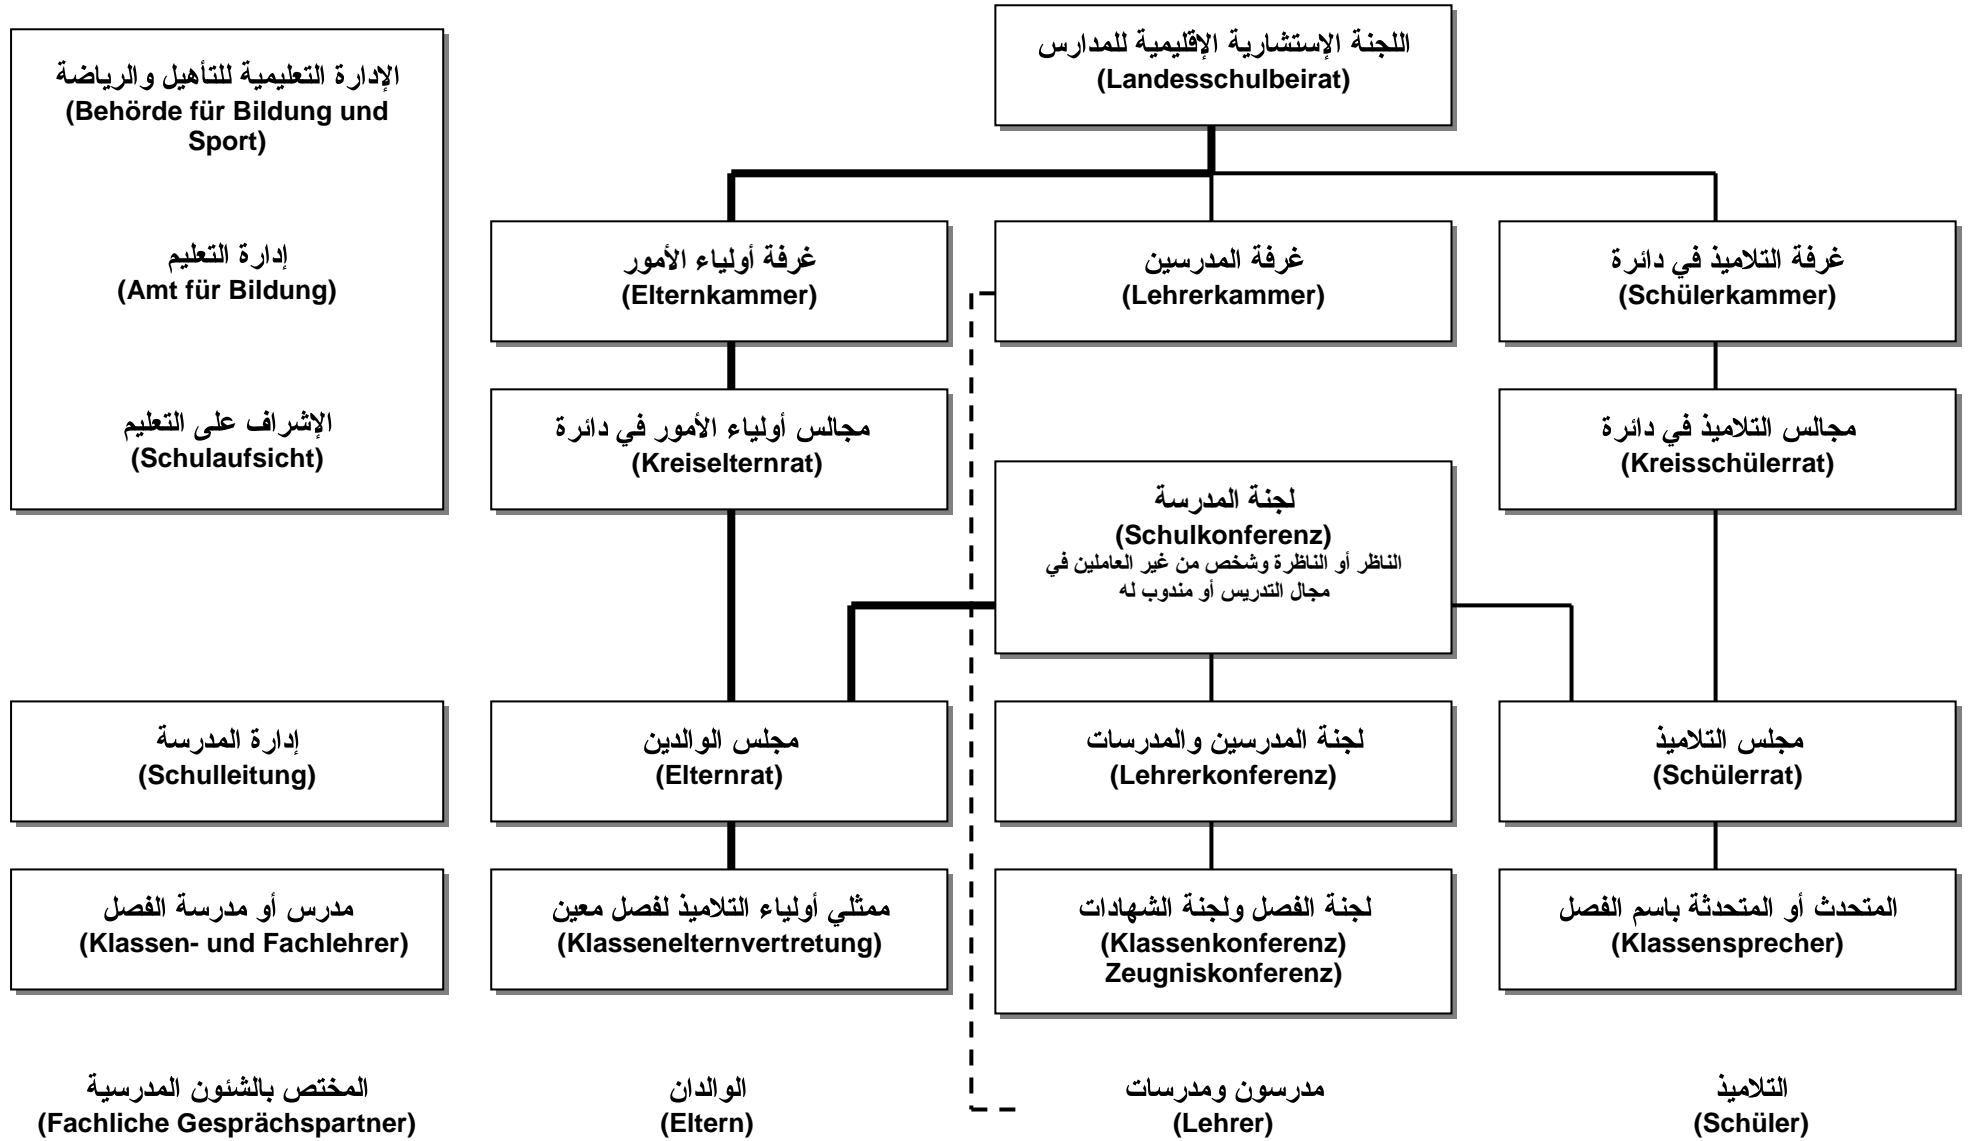 اللجنة الإستشارية الإقليمية للمدارس
(Landesschulbeirat)
الإدارة التعليمية للتأهيل والرياضة
(Behörde für Bildung und
Sport)
إدارة التعليم
(Amt für Bildung)
الإشراف على التعليم
(Schulaufsicht)
غرفة أولياء الأمور
(Elternkammer)
غرفة المدرسين
(Lehrerkammer)
غرفة التلاميذ في دائرة
(Schülerkammer)
مجالس أولياء الأمور في دائرة
(Kreiselternrat)
مجالس التلاميذ في دائرة
(Kreisschülerrat)
لجنة المدرسة
(Schulkonferenz)
الناظر أو الناظرة وشخص من غير العاملين في
مجال التدريس أو مندوب له
إدارة المدرسة
(Schulleitung)
مجلس الوالدين
(Elternrat)
لجنة المدرسين والمدرسات
(Lehrerkonferenz)
مجلس التلاميذ
(Schülerrat)
مدرس أو مدرسة الفصل
(Klassen- und Fachlehrer)
ممثلي أولياء التلاميذ لفصل معين
(Klassenelternvertretung)
لجنة الفصل ولجنة الشهادات
(Klassenkonferenz)
Zeugniskonferenz)
المتحدث أو المتحدثة باسم الفصل
(Klassensprecher)
المختص بالشئون المدرسية
(Fachliche Gesprächspartner)
الوالدان
(Eltern)
مدرسون ومدرسات
(Lehrer)
التلاميذ
(Schüler)